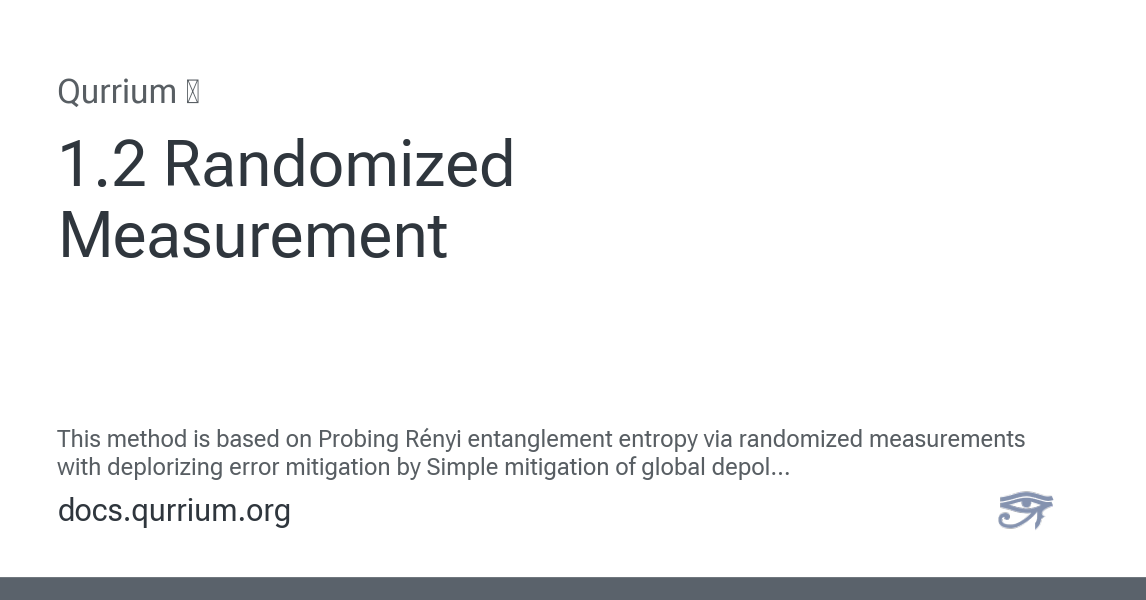 Qurrium
1.2 Randomized
Measurement
This method is based on Probing Rényi entanglement entropy via randomized measurements
with deplorizing error mitigation by Simple mitigation of global depol...
docs.qurrium.org